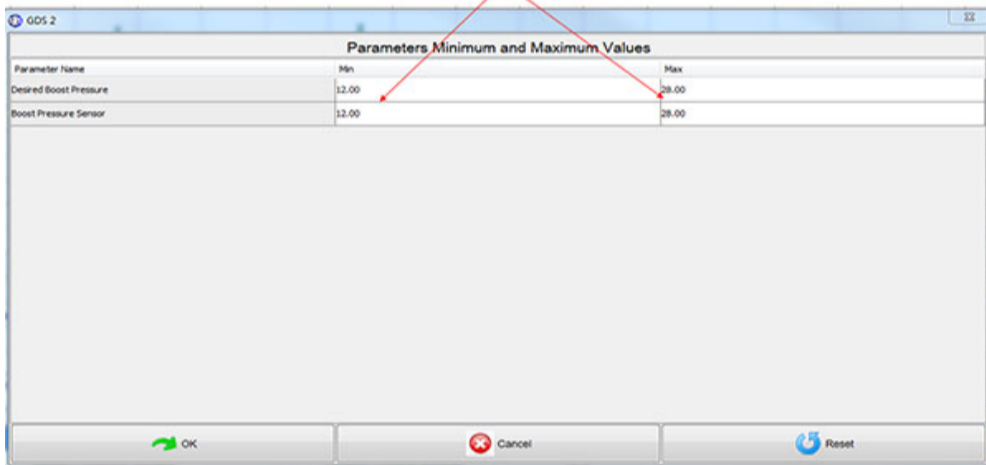 GDS 2
Parameters Minimum and Maximum Values
Parameter Name Min Max
Desired Boost Pressure 12.00 28.00
Boost Pressure Sensor 12.00 28.00
OK Cancel Reset